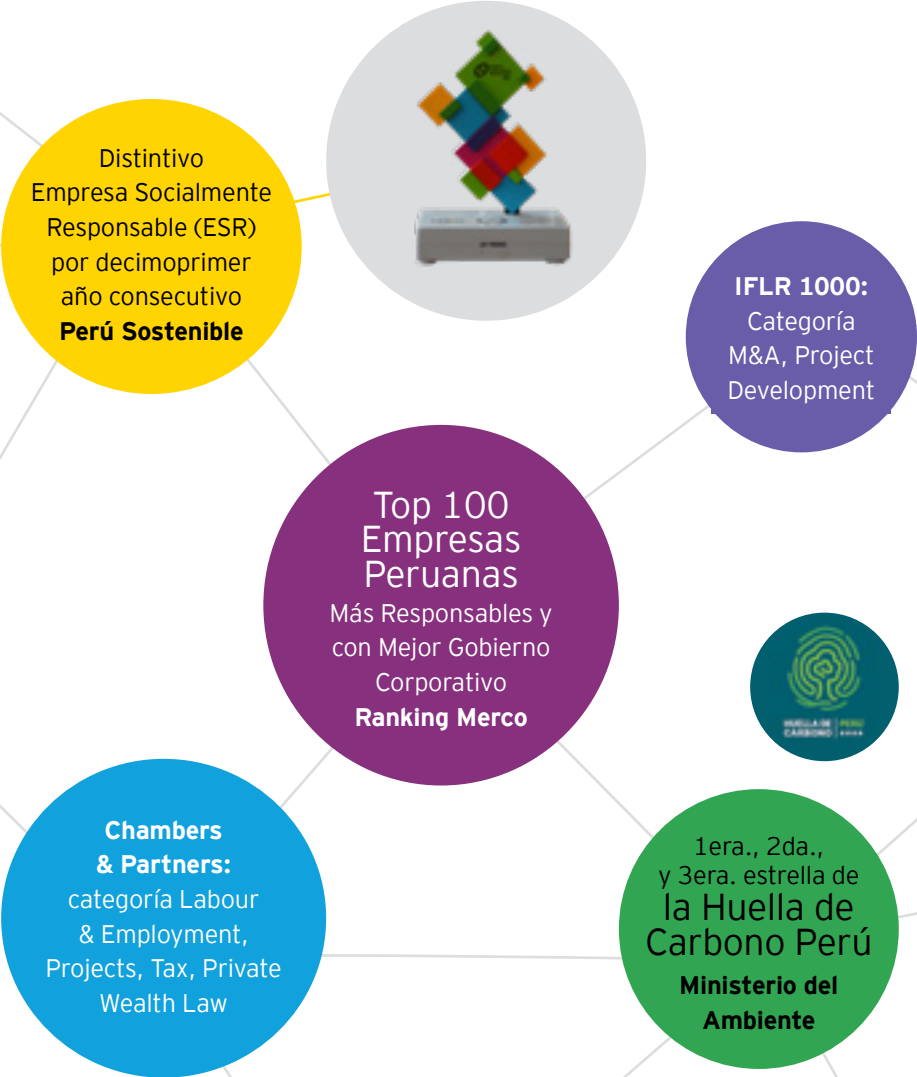 Distintivo
Empresa Socialmente
Responsable (ESR)
por decimoprimer
año consecutivo
Perú Sostenible
IFLR 1000:
Categoría
M&A, Project
Development
Top 100
Empresas
Peruanas
Más Responsables y
con Mejor Gobierno
Corporativo
Ranking Merco
HUELLA DE
CARBONO
PERÚ
Chambers
& Partners:
categoría Labour
& Employment,
Projects, Tax, Private
Wealth Law
1era., 2da.,
y 3era. estrella de
la Huella de
Carbono Perú
Ministerio del
Ambiente